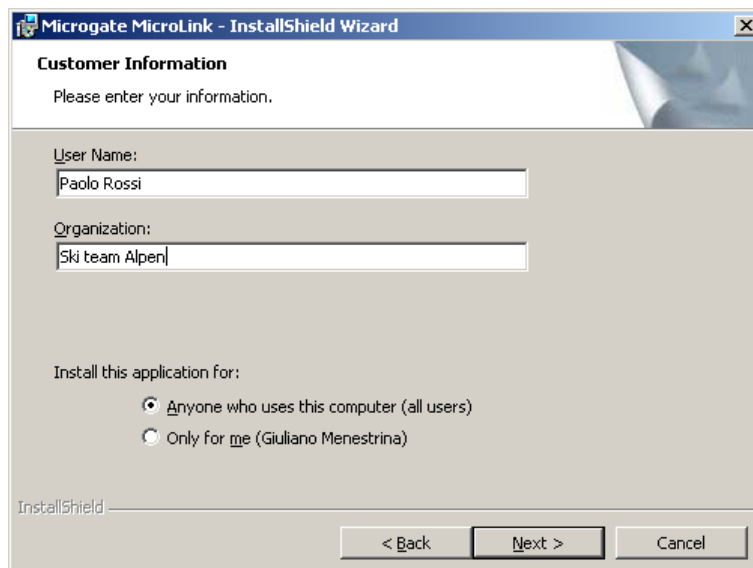 Microgate MicroLink - InstallShield Wizard
Customer Information
Please enter your information.
User Name:
Paolo Rossi
Organization:
Ski team Alpen
Install this application for:
Anyone who uses this computer (all users)
Only for me (Giuliano Menestrina)
InstallShield
< Back Next > Cancel